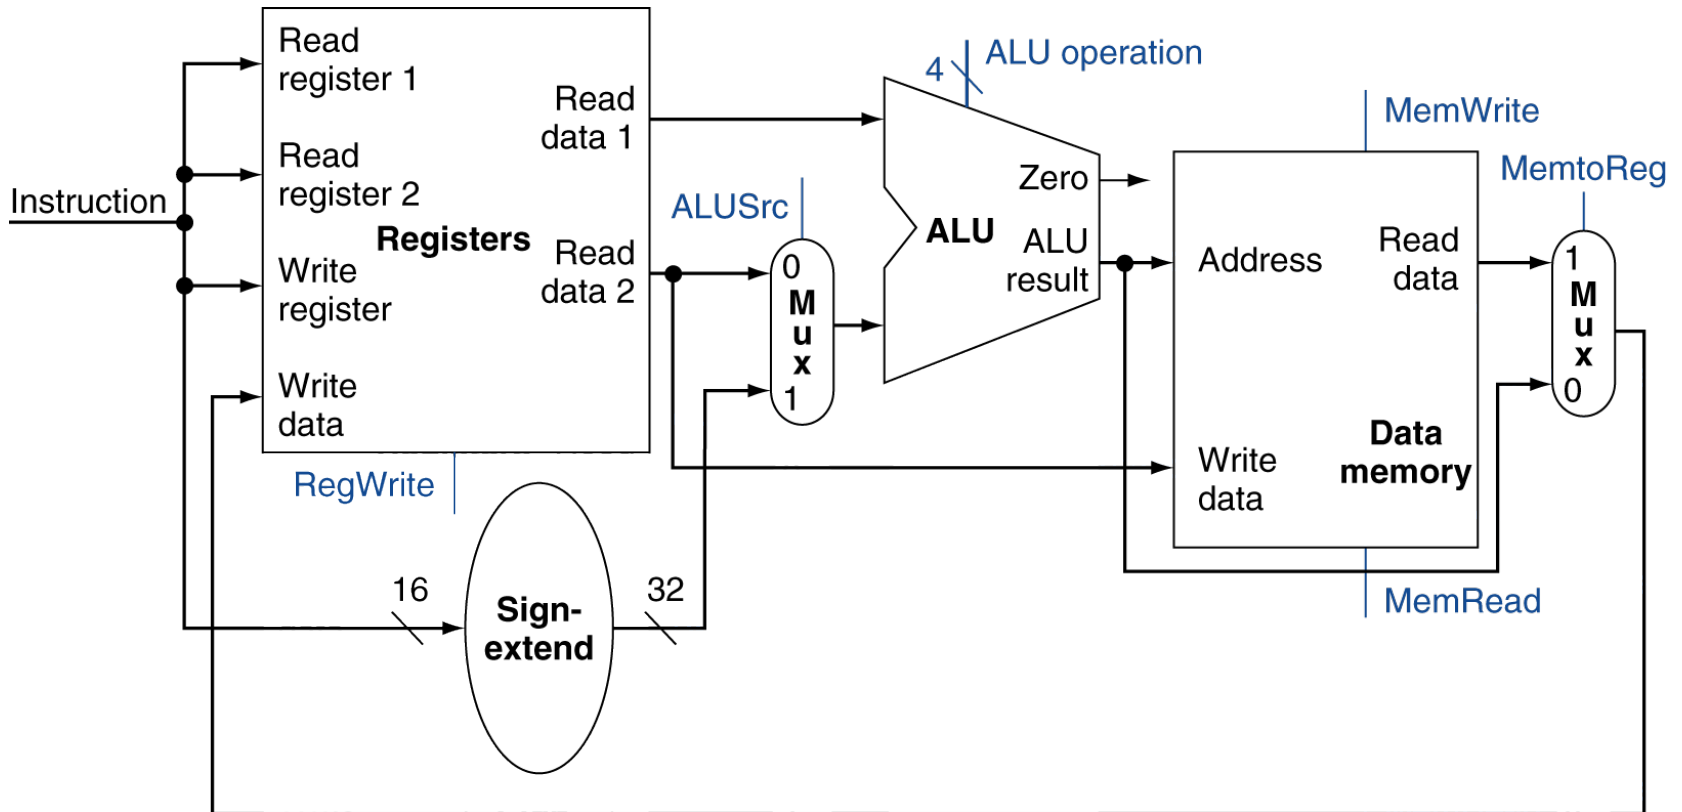 Instruction
Read
register 1
Read
register 2
Registers
Write
register
Write
data
Read
data 1
Read
data 2
RegWrite
16
Sign-
extend
32
ALUSrc
0
M
u
x
1
4
ALU operation
ALU
Zero
ALU
result
MemWrite
Address
Read
data
Write
data
Data
memory
MemRead
MemtoReg
1
M
u
x
0